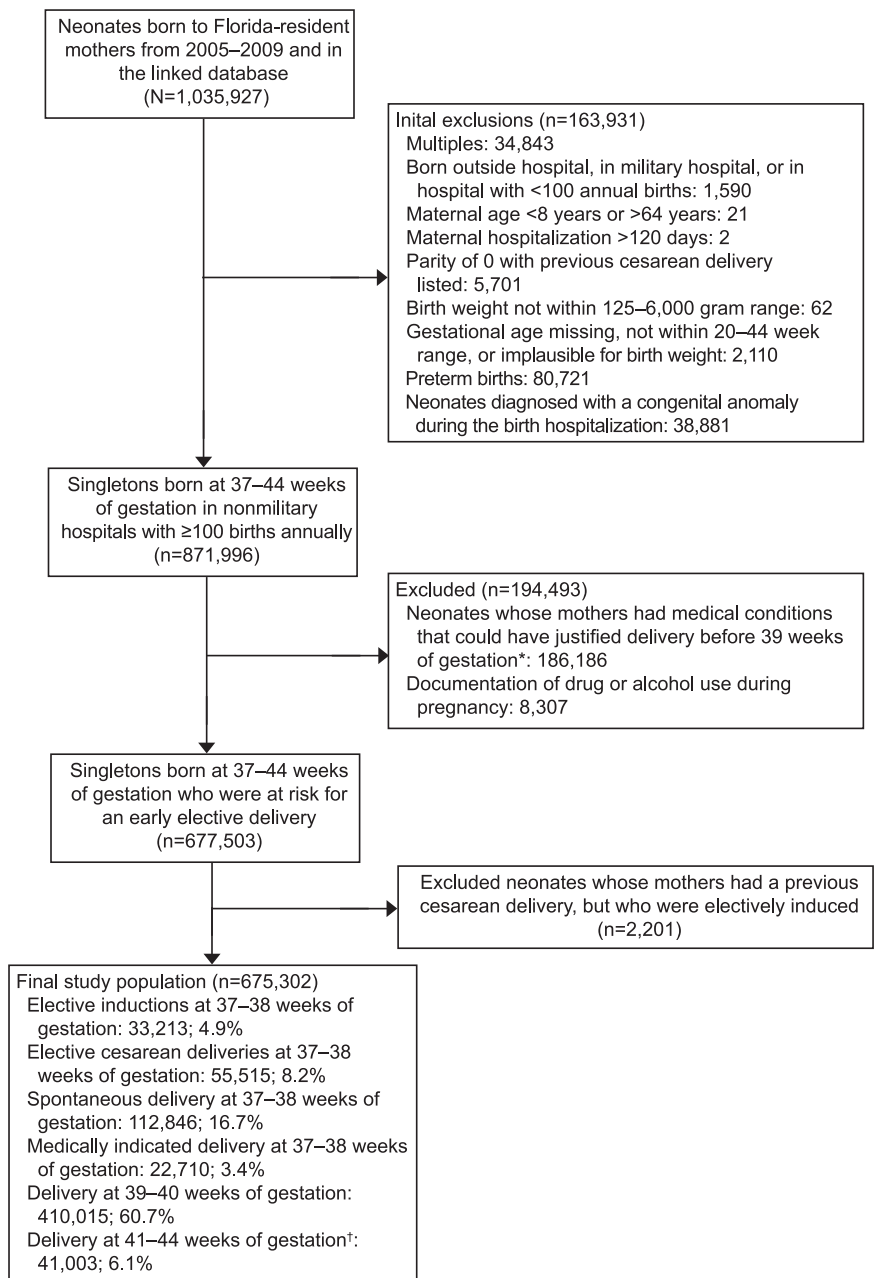 Neonates born to Florida-resident
mothers from 2005–2009 and in
the linked database
(N=1,035,927)
Inital exclusions (n=163,931)
Multiples: 34,843
Born outside hospital, in military hospital, or in
hospital with <100 annual births: 1,590
Maternal age <8 years or >64 years: 21
Maternal hospitalization >120 days: 2
Parity of 0 with previous cesarean delivery
listed: 5,701
Birth weight not within 125–6,000 gram range: 62
Gestational age missing, not within 20–44 week
range, or implausible for birth weight: 2,110
Preterm births: 80,721
Neonates diagnosed with a congenital anomaly
during the birth hospitalization: 38,881
Singletons born at 37–44 weeks
of gestation in nonmilitary
hospitals with ≥100 births annually
(n=871,996)
Excluded (n=194,493)
Neonates whose mothers had medical conditions
that could have justified delivery before 39 weeks
of gestation*: 186,186
Documentation of drug or alcohol use during
pregnancy: 8,307
Singletons born at 37–44 weeks
of gestation who were at risk for
an early elective delivery
(n=677,503)
Excluded neonates whose mothers had a previous
cesarean delivery, but who were electively induced
(n=2,201)
Final study population (n=675,302)
Elective inductions at 37–38 weeks of
gestation: 33,213; 4.9%
Elective cesarean deliveries at 37–38
weeks of gestation: 55,515; 8.2%
Spontaneous delivery at 37–38 weeks of
gestation: 112,846; 16.7%
Medically indicated delivery at 37–38 weeks
of gestation: 22,710; 3.4%
Delivery at 39–40 weeks of gestation:
410,015; 60.7%
Delivery at 41–44 weeks of gestation†:
41,003; 6.1%